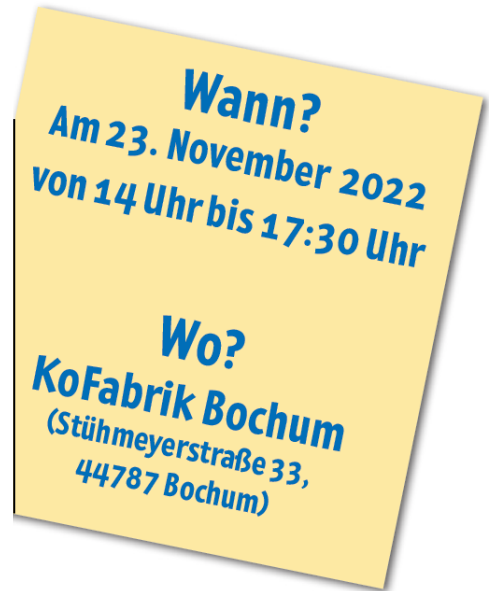 Wann?
Am 23. November 2022
von 14 Uhr bis 17:30 Uhr
Wo?
KoFabrik Bochum
(Stühmeyerstraße 33,
44787 Bochum)